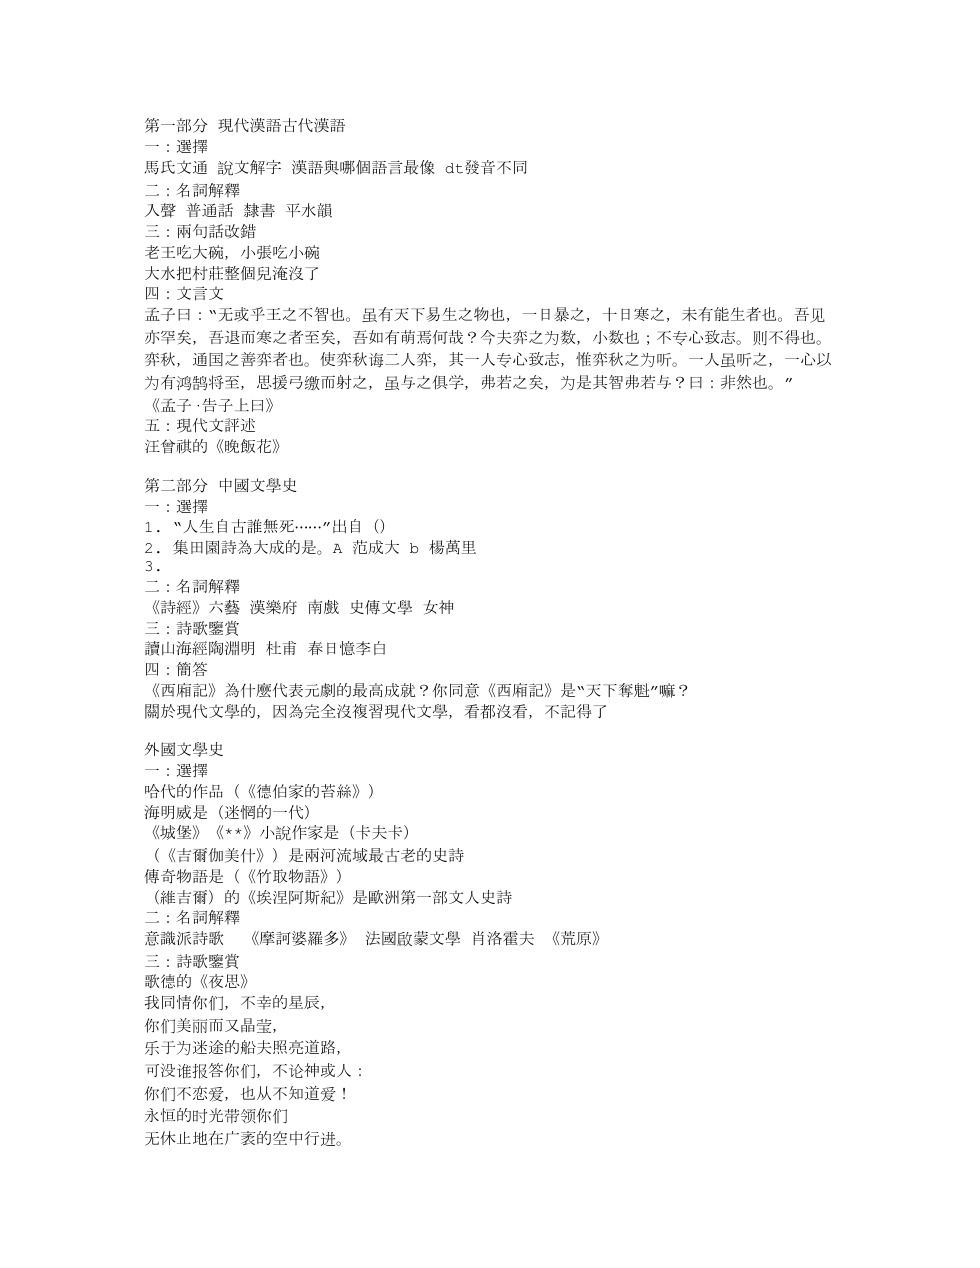 第一部分 現代漢語古代漢語
一：選擇
馬氏文通 說文解字 漢語與哪個語言最像 dt發音不同
二：名詞解釋
入聲 普通話 隸書 平水韻
三：兩句話改錯
老王吃大碗，小張吃小碗
大水把村莊整個兒淹沒了
四：文言文
孟子曰：“无或乎王之不智也。虽有天下易生之物也，一日暴之，十日寒之，未有能生者也。吾见
亦罕矣，吾退而寒之者至矣，吾如有萌焉何哉？今夫弈之为数，小数也；不专心致志。则不得也。
弈秋，通国之善弈者也。使弈秋诲二人弈，其一人专心致志，惟弈秋之为听。一人虽听之，一心以
为有鸿鹄将至，思援弓缴而射之，虽与之俱学，弗若之矣，为是其智弗若与？曰：非然也。”
《孟子·告子上曰》
五：現代文評述
汪曾祺的《晚飯花》
第二部分 中國文學史
一：選擇
1. “人生自古誰無死……”出自（）
2. 集田園詩為大成的是。A 范成大 b 楊萬里
3.
二：名詞解釋
《詩經》六藝 漢樂府 南戲 史傳文學 女神
三：詩歌鑒賞
讀山海經陶淵明 杜甫 春日憶李白
四：簡答
《西廂記》為什麼代表元劇的最高成就？你同意《西廂記》是“天下奪魁”嘛？
關於現代文學的，因為完全沒複習現代文學，看都沒看，不記得了
外國文學史
一：選擇
哈代的作品（《德伯家的苔絲》）
海明威是（迷惘的一代）
《城堡》《**》小說作家是（卡夫卡）
（《吉爾伽美什》）是兩河流域最古老的史詩
傳奇物語是（《竹取物語》）
（維吉爾）的《埃涅阿斯紀》是歐洲第一部文人史詩
二：名詞解釋
意識派詩歌 《摩訶婆羅多》 法國啟蒙文學 肖洛霍夫 《荒原》
三：詩歌鑒賞
歌德的《夜思》
我同情你们，不幸的星辰，
你们美丽而又晶莹，
乐于为迷途的船夫照亮道路，
可没谁报答你们，不论神或人：
你们不恋爱，也从不知道爱！
永恒的时光带领你们
无休止地在广袤的空中行进。